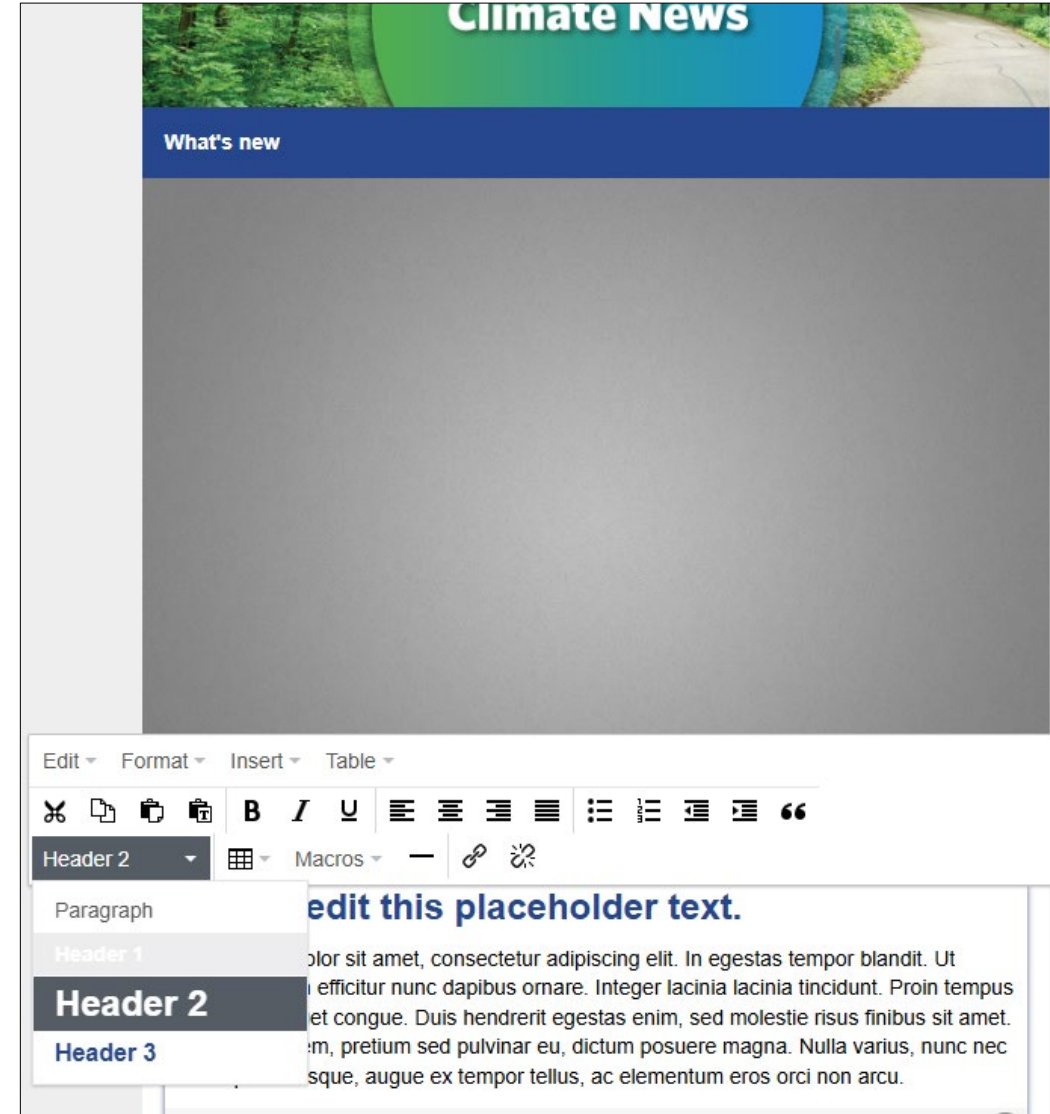 Climate News
What's new
Edit Format Insert Table
B I U
Header 2 Macros
Paragraph
Header 1
Header 2
Header 3
edit this placeholder text.
olor sit amet, consectetur adipiscing elit. In egestas tempor blandit. Ut
efficitur nunc dapibus ornare. Integer lacinia lacinia tincidunt. Proin tempus
et congue. Duis hendrerit egestas enim, sed molestie risus finibus sit amet.
em, pretium sed pulvinar eu, dictum posuere magna. Nulla varius, nunc nec
sque, augue ex tempor tellus, ac elementum eros orci non arcu.